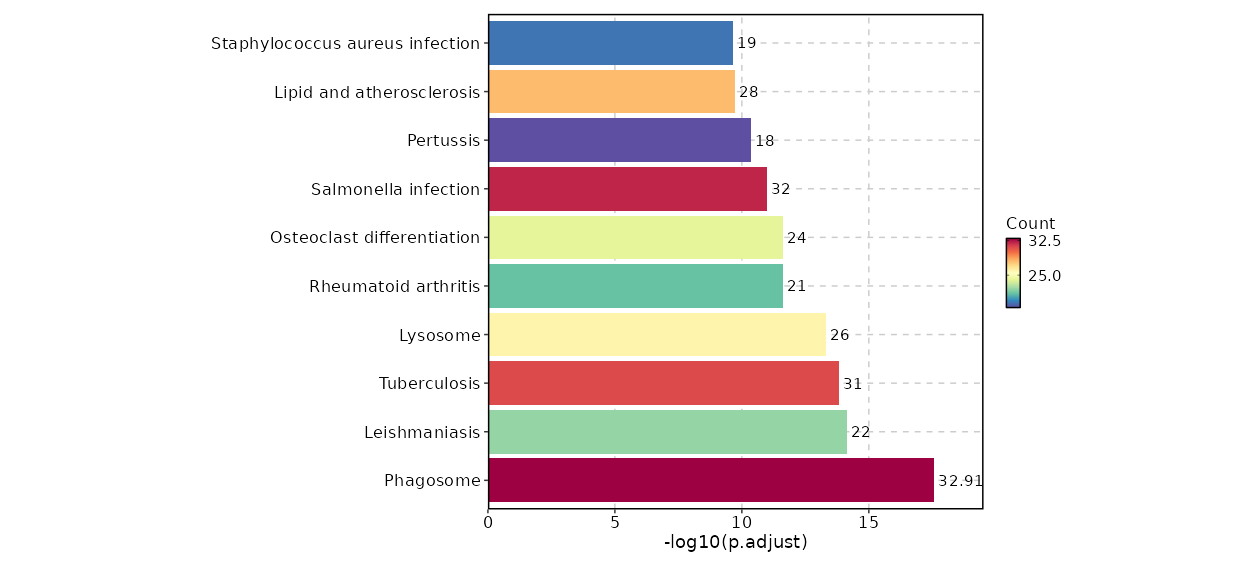 Staphylococcus aureus infection 19
Lipid and atherosclerosis 28
Pertussis 18
Salmonella infection 32
Osteoclast differentiation 24
Rheumatoid arthritis 21
Lysosome 26
Tuberculosis 31
Leishmaniasis 22
Phagosome 32.91
0 5 10 15
-log10(p.adjust)
Count
32.5
25.0